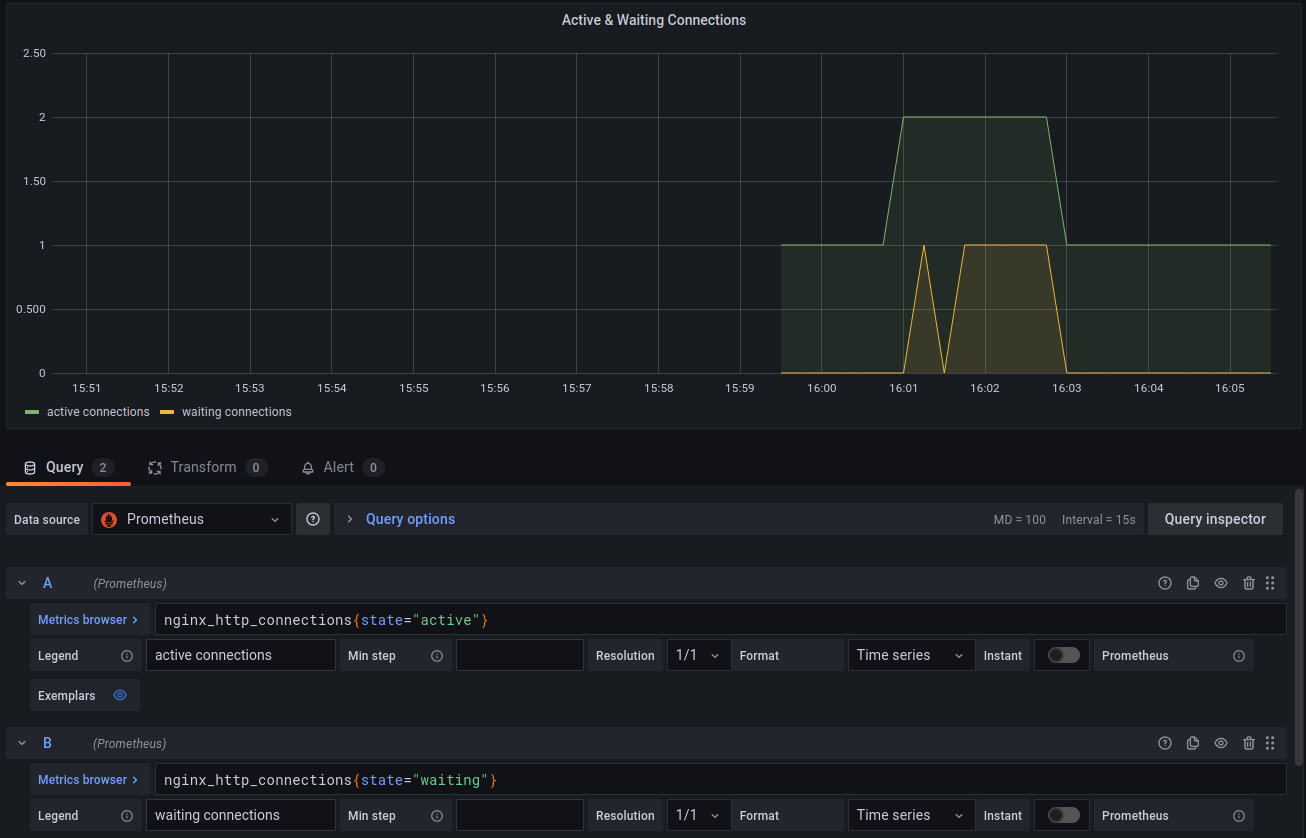 Active & Waiting Connections
2.50
2
1.50
1
0.500
0
15:51 15:52 15:53 15:54 15:55 15:56 15:57 15:58 15:59 16:00 16:01 16:02 16:03 16:04 16:05
active connections waiting connections
Query 2 Transform 0 Alert 0
Data source Prometheus Query options MD = 100 Interval = 15s Query inspector
A (Prometheus)
Metrics browser > nginx_http_connections{state="active"}
Legend active connections Min step Resolution 1/1 Format Time series Instant Prometheus
Exemplars
B (Prometheus)
Metrics browser > nginx_http_connections{state="waiting"}
Legend waiting connections Min step Resolution 1/1 Format Time series Instant Prometheus